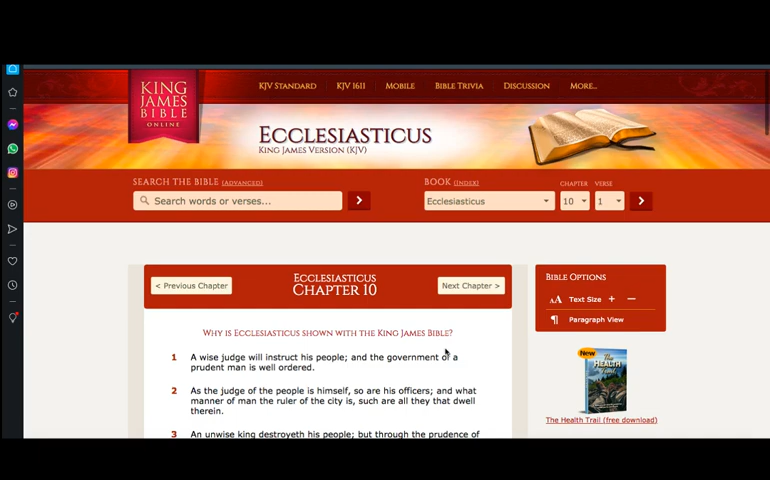 KING
JAMES
BIBLE
ONLINE
KJV STANDARD
KJV 1611
MOBILE
BIBLE TRIVIA
DISCUSSION
MORE...
ECCLESIASTICUS
KING JAMES VERSION (KJV)
SEARCH THE BIBLE (ADVANCED)
Search words or verses...
BOOK (INDEX)
CHAPTER
VERSE
Ecclesiasticus
10
1
< Previous Chapter
ECCLESIASTICUS
CHAPTER 10
Next Chapter >
WHY IS ECCLESIASTICUS SHOWN WITH THE KING JAMES BIBLE?
1 A wise judge will instruct his people; and the government of a
prudent man is well ordered.
2 As the judge of the people is himself, so are his officers; and what
manner of man the ruler of the city is, such are all they that dwell
therein.
3 An unwise king destroyeth his people; but through the prudence of
BIBLE OPTIONS
AA Text Size + −
¶ Paragraph View
New
The
HEALTH
Trail
The Health Trail (free download)